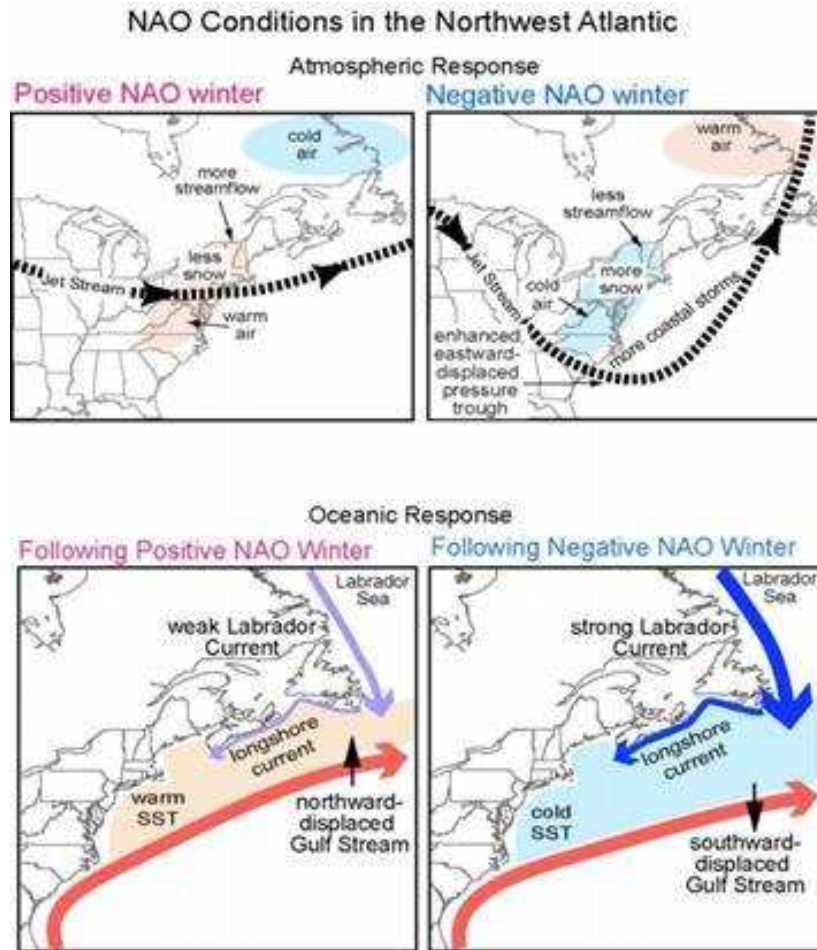 NAO Conditions in the Northwest Atlantic
Atmospheric Response
Positive NAO winter
cold
air
more
streamflow
less
snow
Jet Stream
warm
air
Negative NAO winter
warm
air
less
streamflow
more
snow
cold
air
Jet Stream
more coastal storms
enhanced,
eastward-
displaced
pressure
trough
Oceanic Response
Following Positive NAO Winter
Labrador
Sea
weak Labrador
Current
longshore
current
warm
SST
northward-
displaced
Gulf Stream
Following Negative NAO Winter
Labrador
Sea
strong Labrador
Current
longshore
current
cold
SST
southward-
displaced
Gulf Stream